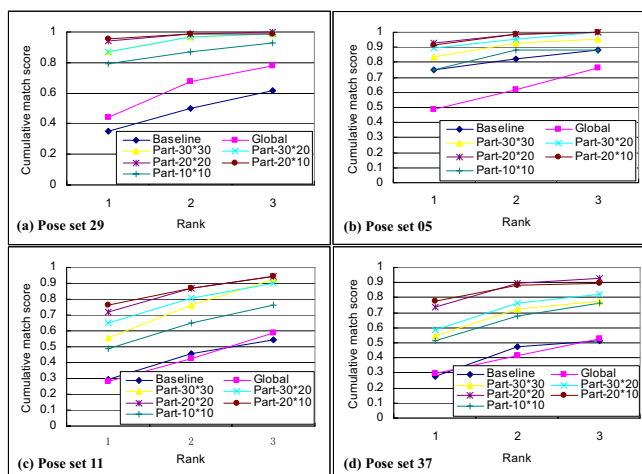 Cumulative match score
1
0.8
0.6
0.4
0.2
0
Baseline Global
Part-30*30 Part-30*20
Part-20*20 Part-20*10
Part-10*10
1 2 3
Rank
(a) Pose set 29
Cumulative match score
1
0.9
0.8
0.7
0.6
0.5
0.4
0.3
0.2
0.1
0
Baseline Global
Part-30*30 Part-30*20
Part-20*20 Part-20*10
Part-10*10
1 2 3
Rank
(b) Pose set 05
Cumulative match score
1
0.9
0.8
0.7
0.6
0.5
0.4
0.3
0.2
0.1
0
Baseline Global
Part-30*30 Part-30*20
Part-20*20 Part-20*10
Part-10*10
1 2 3
Rank
(c) Pose set 11
Cumulative match score
1
0.9
0.8
0.7
0.6
0.5
0.4
0.3
0.2
0.1
0
Baseline Global
Part-30*30 Part-30*20
Part-20*20 Part-20*10
Part-10*10
1 2 3
Rank
(d) Pose set 37